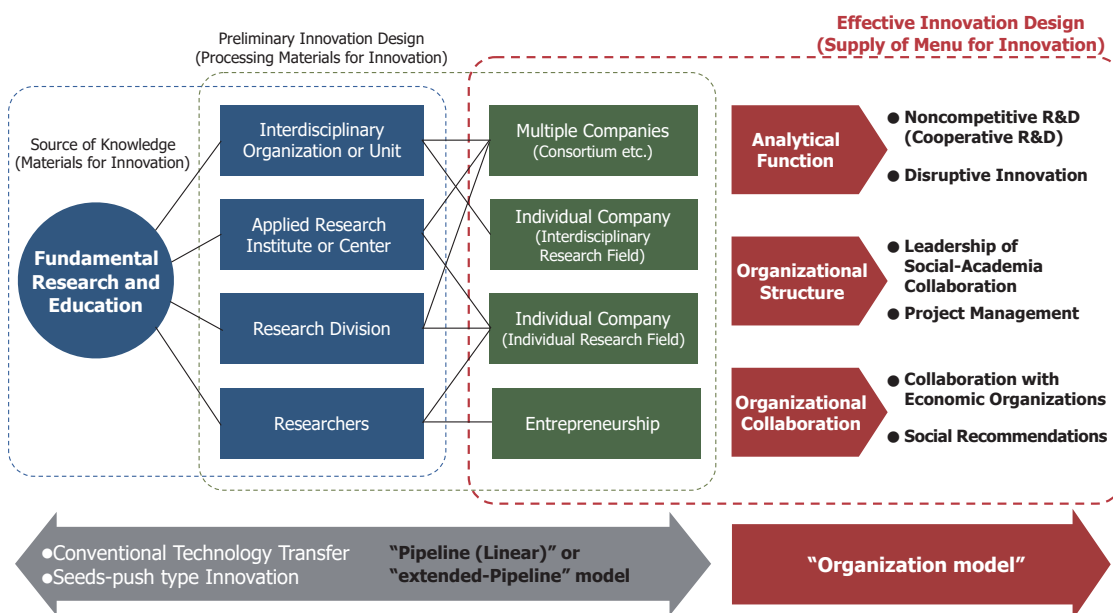 Effective Innovation Design
(Supply of Menu for Innovation)
Preliminary Innovation Design
(Processing Materials for Innovation)
Source of Knowledge
(Materials for Innovation)
Fundamental
Research and
Education
Interdisciplinary
Organization or Unit
Applied Research
Institute or Center
Research Division
Researchers
Multiple Companies
(Consortium etc.)
Individual Company
(Interdisciplinary
Research Field)
Individual Company
(Individual Research Field)
Entrepreneurship
Analytical
Function
● Noncompetitive R&D
(Cooperative R&D)
● Disruptive Innovation
Organizational
Structure
● Leadership of
Social-Academia
Collaboration
● Project Management
Organizational
Collaboration
● Collaboration with
Economic Organizations
● Social Recommendations
●Conventional Technology Transfer
●Seeds-push type Innovation
“Pipeline (Linear)” or
“extended-Pipeline” model
“Organization model”